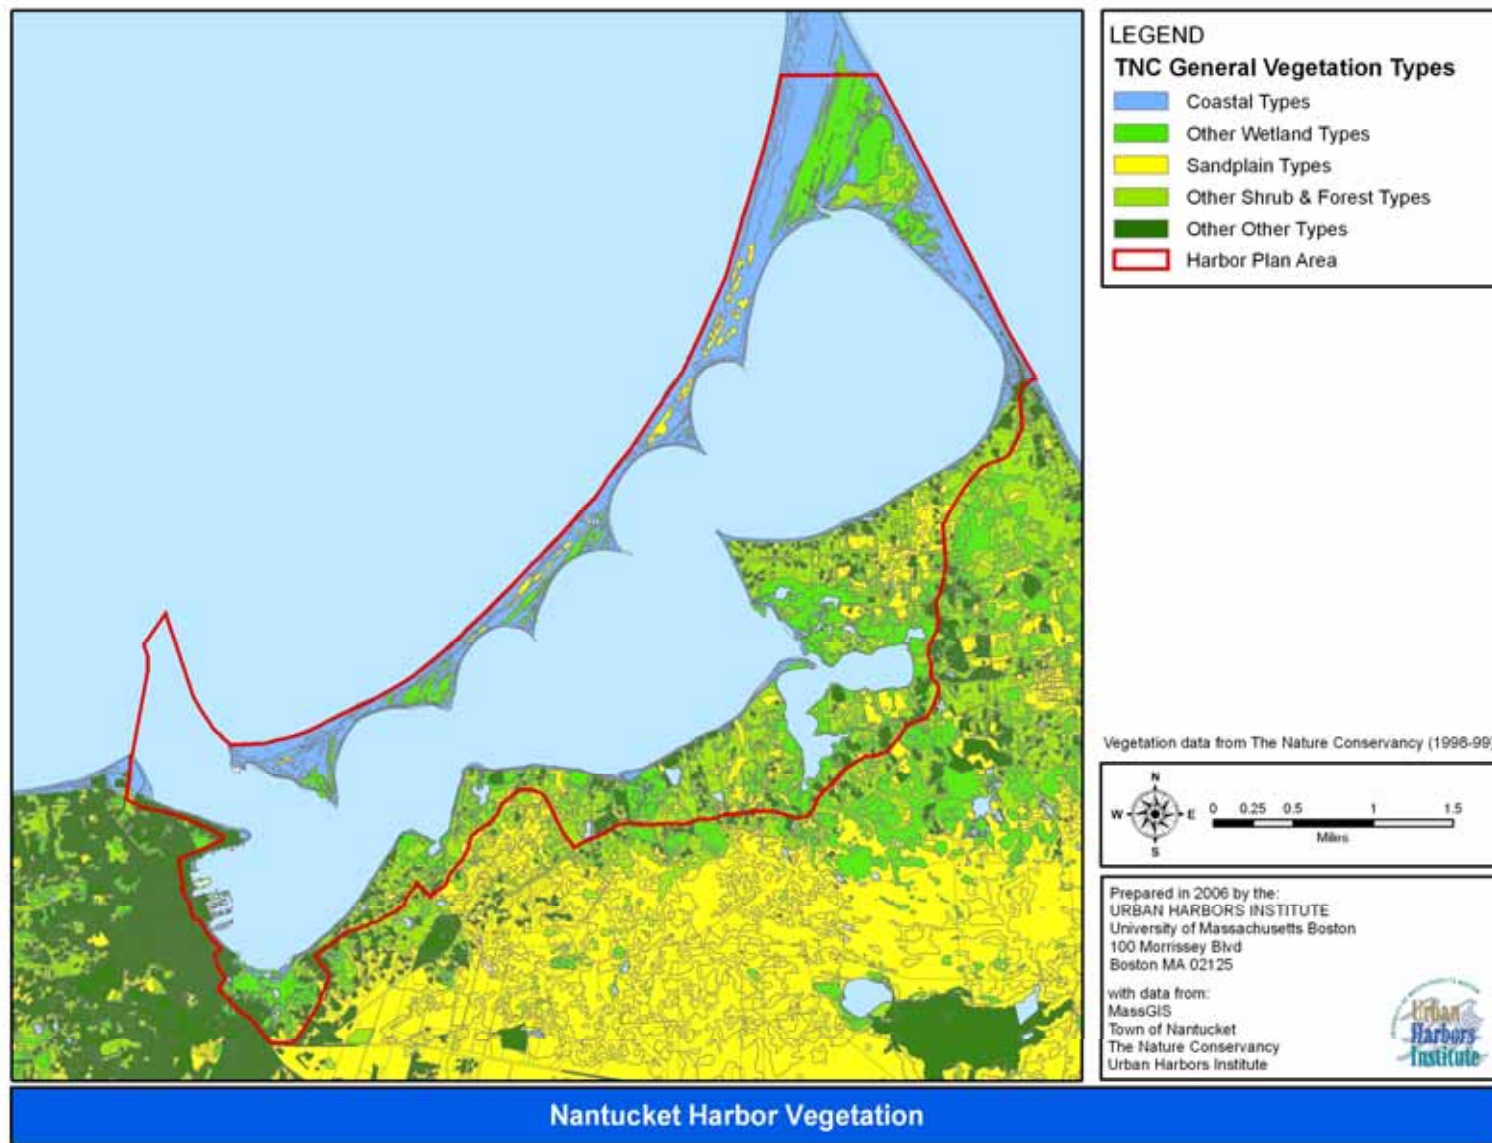 LEGEND
TNC General Vegetation Types
Coastal Types
Other Wetland Types
Sandplain Types
Other Shrub & Forest Types
Other Other Types
Harbor Plan Area
Vegetation data from The Nature Conservancy (1998-99)
N
W E
S
0 0.25 0.5 1 1.5
Miles
Prepared in 2006 by the:
URBAN HARBORS INSTITUTE
University of Massachusetts Boston
100 Morrissey Blvd
Boston MA 02125
with data from:
MassGIS
Town of Nantucket
The Nature Conservancy
Urban Harbors Institute
Urban
Harbors
Institute
Nantucket Harbor Vegetation